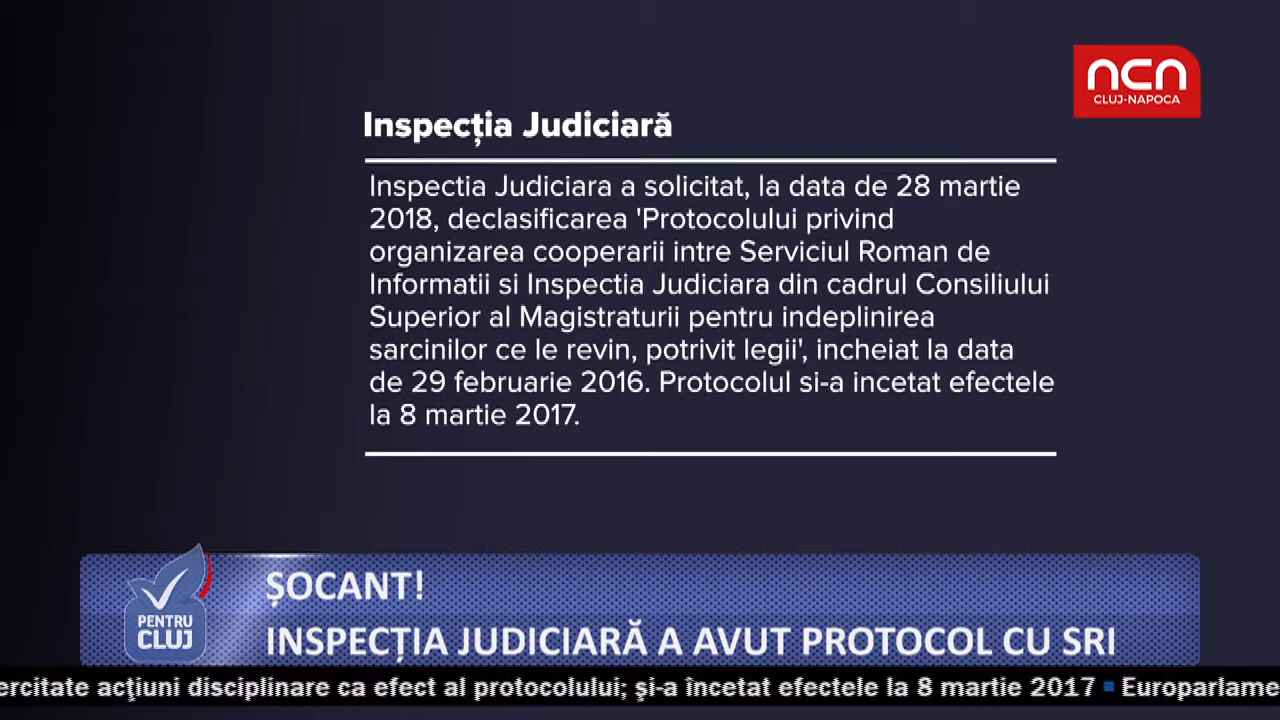 ncn
CLUJ-NAPOCA
Inspecția Judiciară
Inspectia Judiciara a solicitat, la data de 28 martie
2018, declasificarea 'Protocolului privind
organizarea cooperarii intre Serviciul Roman de
Informatii si Inspectia Judiciara din cadrul Consiliului
Superior al Magistraturii pentru indeplinirea
sarcinilor ce le revin, potrivit legii', incheiat la data
de 29 februarie 2016. Protocolul si-a incetat efectele
la 8 martie 2017.
PENTRU
CLUJ
ȘOCANT!
INSPECȚIA JUDICIARĂ A AVUT PROTOCOL CU SRI
ercitate acţiuni disciplinare ca efect al protocolului; şi-a încetat efectele la 8 martie 2017 ▪ Europarlame